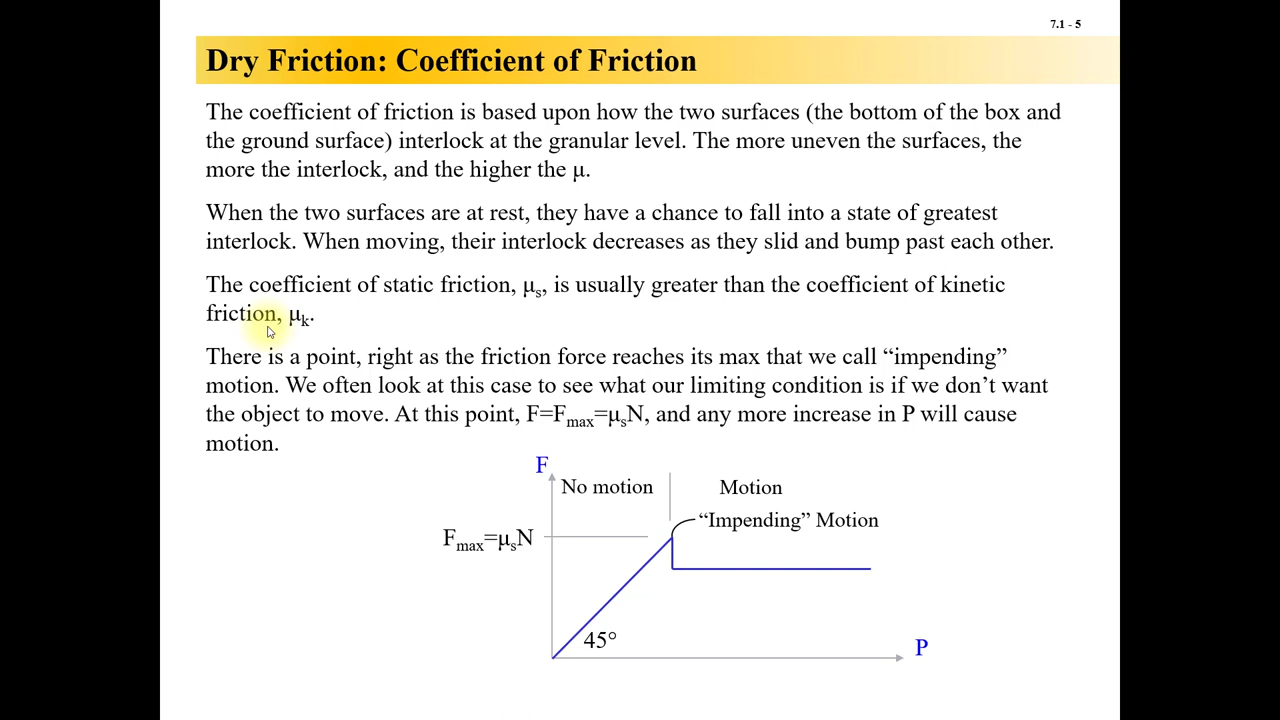 7.1 - 5
Dry Friction: Coefficient of Friction
The coefficient of friction is based upon how the two surfaces (the bottom of the box and
the ground surface) interlock at the granular level. The more uneven the surfaces, the
more the interlock, and the higher the μ.
When the two surfaces are at rest, they have a chance to fall into a state of greatest
interlock. When moving, their interlock decreases as they slid and bump past each other.
The coefficient of static friction, μs, is usually greater than the coefficient of kinetic
friction, μk.
There is a point, right as the friction force reaches its max that we call “impending”
motion. We often look at this case to see what our limiting condition is if we don’t want
the object to move. At this point, F=Fmax=μsN, and any more increase in P will cause
motion.
F
No motion
Motion
“Impending” Motion
Fmax=μsN
45°
P